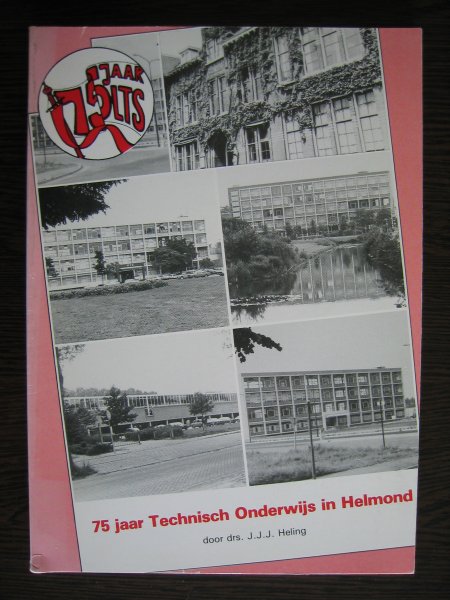 JAAR
75 LTS
75 jaar Technisch Onderwijs in Helmond
door drs. J.J.J. Heling